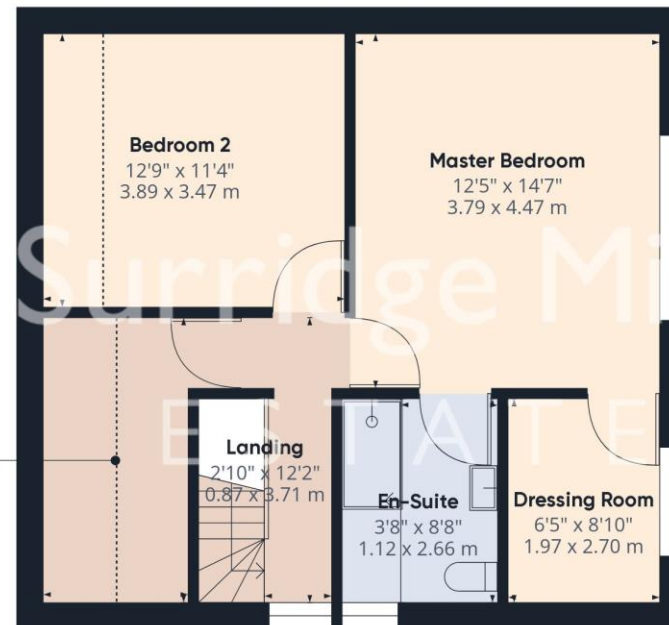 Bedroom 2
12'9" x 11'4"
3.89 x 3.47 m
Master Bedroom
12'5" x 14'7"
3.79 x 4.47 m
Surridge Mi
ESTATE
Landing
2'10" x 12'2"
0.87 x 3.71 m
En-Suite
3'8" x 8'8"
1.12 x 2.66 m
Dressing Room
6'5" x 8'10"
1.97 x 2.70 m